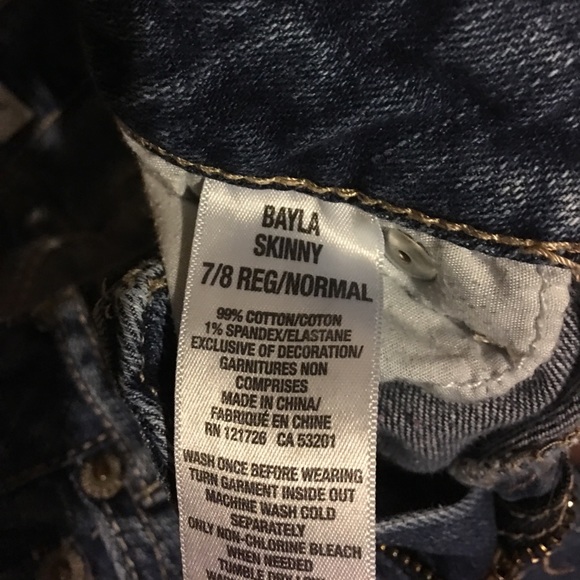 BAYLA
SKINNY
7/8 REG/NORMAL
99% COTTON/COTON
1% SPANDEX/ELASTANE
EXCLUSIVE OF DECORATION/
GARNITURES NON
COMPRISES
MADE IN CHINA/
FABRIQUÉ EN CHINE
RN 121726 CA 53201
WASH ONCE BEFORE WEARING
TURN GARMENT INSIDE OUT
MACHINE WASH COLD
SEPARATELY
ONLY NON-CHLORINE BLEACH
WHEN NEEDED
TUMBLE DRY